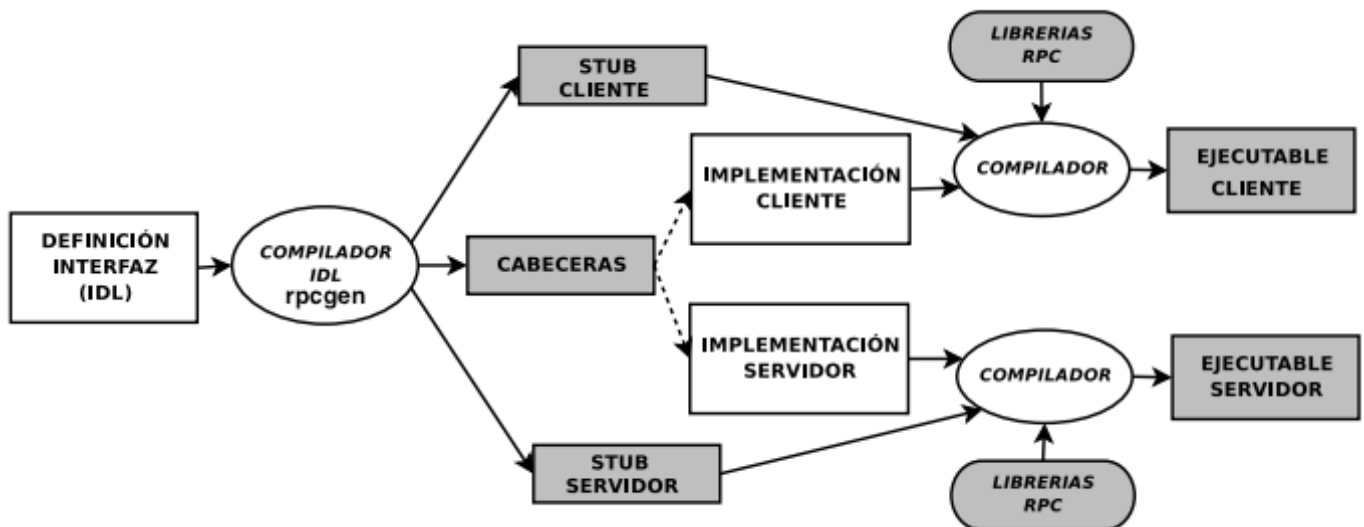 LIBRERIAS
RPC
STUB
CLIENTE
COMPILADOR
EJECUTABLE
CLIENTE
IMPLEMENTACIÓN
CLIENTE
DEFINICIÓN
INTERFAZ
(IDL)
COMPILADOR
IDL
rpcgen
CABECERAS
IMPLEMENTACIÓN
SERVIDOR
COMPILADOR
EJECUTABLE
SERVIDOR
STUB
SERVIDOR
LIBRERIAS
RPC